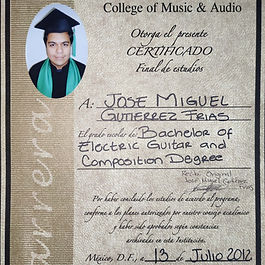 College of Music & Audio
Otorga el presente
CERTIFICADO
Final de estudios
A: JOSE MIGUEL
GUTIERREZ FRIAS
El grado escolar de: Bachelor of
Electric Guitar and
Composition Degree
Recibi Original
Jose Miguel Gutierrez
Frias
Por haber concluido los estudios de acuerdo al programa,
conforme a los planes autorizados por nuestro consejo académico
y haber sido aprobados según constancias
archivadas en esta Institución.
México, D.F., a 13 de Julio 2012